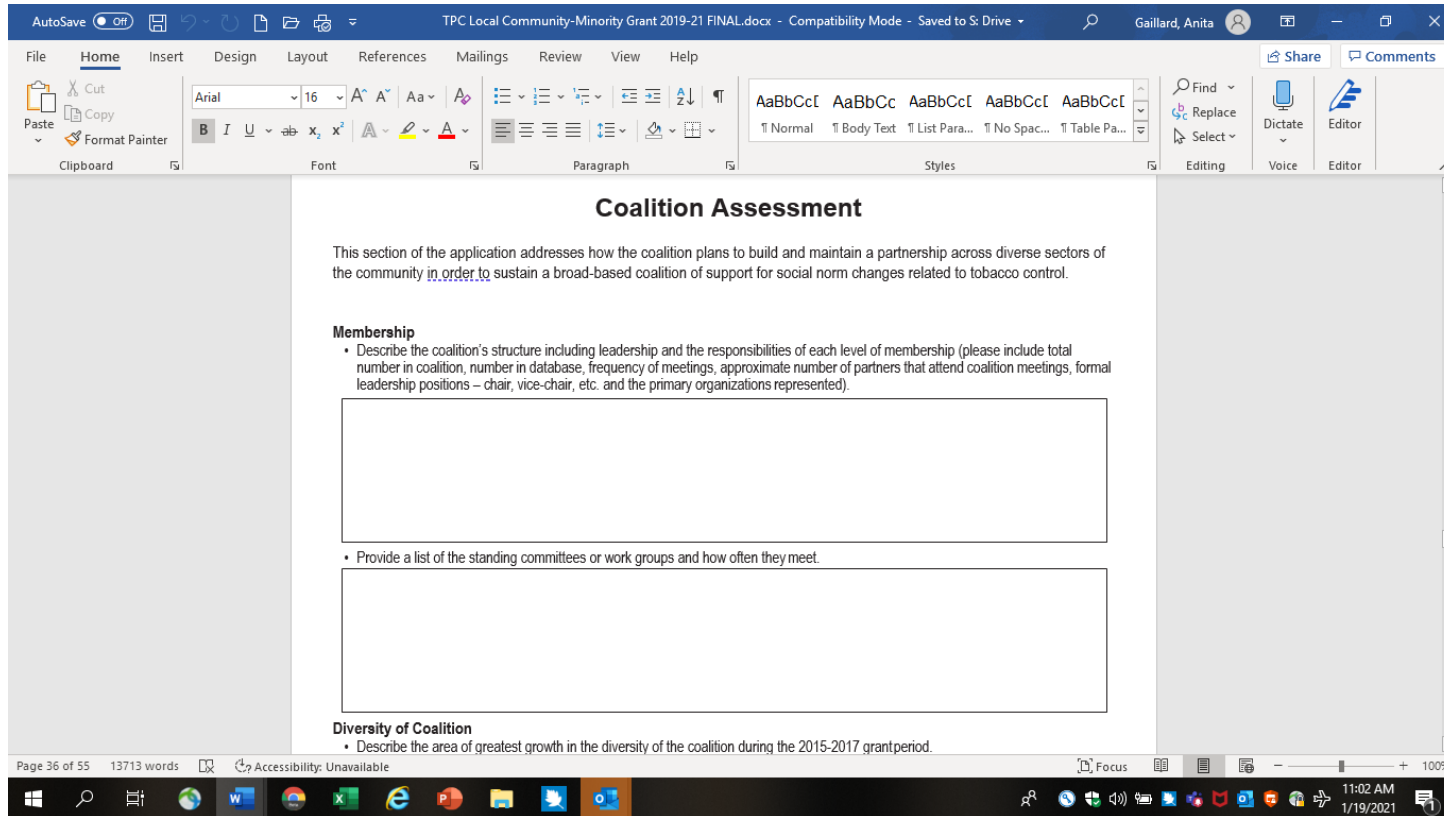 AutoSave Off TPC Local Community-Minority Grant 2019-21 FINAL.docx - Compatibility Mode - Saved to S: Drive Gaillard, Anita
File Home Insert Design Layout References Mailings Review View Help Share Comments
Cut
Copy
Paste
Format Painter
Arial 16
AaBbCcD AaBbCc AaBbCcD AaBbCcD AaBbCcD
¶ Normal ¶ Body Text ¶ List Para... ¶ No Spac... ¶ Table Pa...
Find
Replace
Select
Dictate
Editor
Clipboard Font Paragraph Styles Editing Voice Editor
Coalition Assessment
This section of the application addresses how the coalition plans to build and maintain a partnership across diverse sectors of
the community in order to sustain a broad-based coalition of support for social norm changes related to tobacco control.
Membership
• Describe the coalition's structure including leadership and the responsibilities of each level of membership (please include total
number in coalition, number in database, frequency of meetings, approximate number of partners that attend coalition meetings, formal
leadership positions – chair, vice-chair, etc. and the primary organizations represented).
• Provide a list of the standing committees or work groups and how often they meet.
Diversity of Coalition
• Describe the area of greatest growth in the diversity of the coalition during the 2015-2017 grant period.
Page 36 of 55 13713 words Accessibility: Unavailable Focus 100%
11:02 AM
1/19/2021